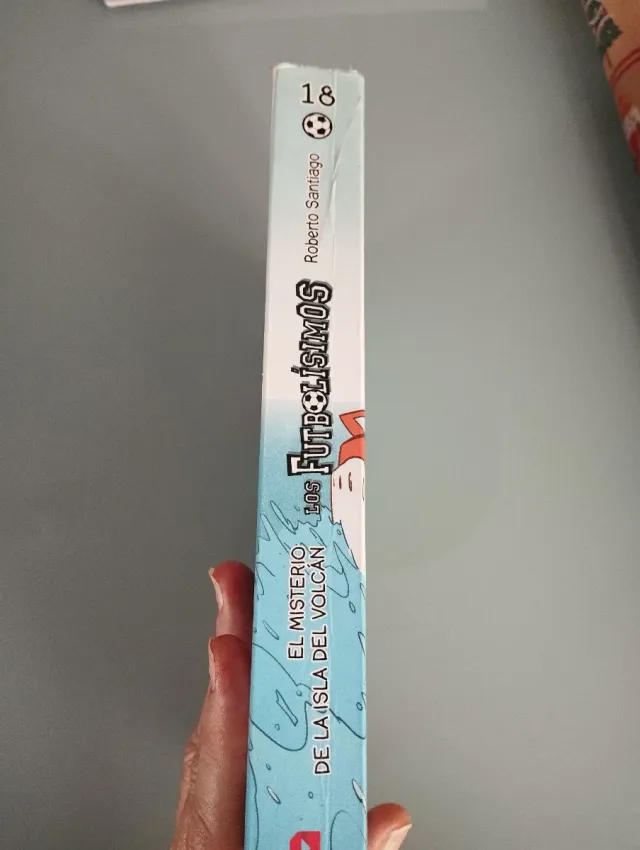 18
Roberto Santiago
LOS FUTBOLÍSIMOS
EL MISTERIO
DE LA ISLA DEL VOLCÁN